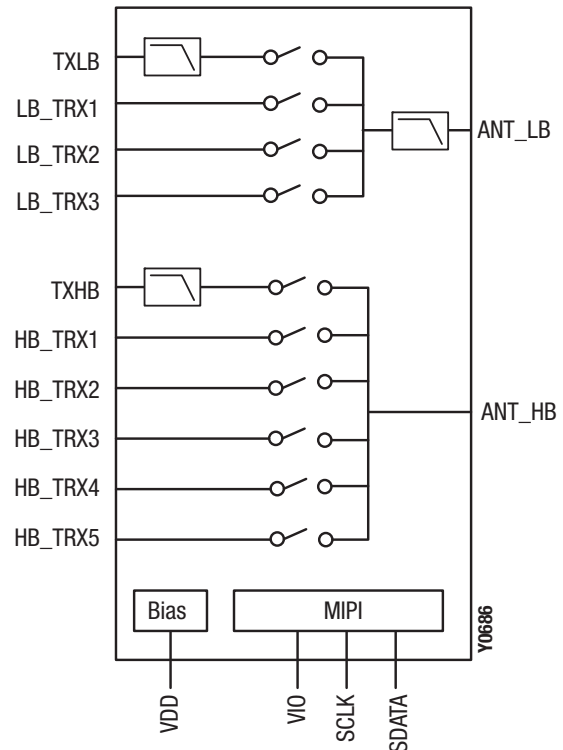 TXLB
LB_TRX1
LB_TRX2
LB_TRX3
ANT_LB
TXHB
HB_TRX1
HB_TRX2
HB_TRX3
HB_TRX4
HB_TRX5
ANT_HB
Bias
MIPI
VDD
VIO
SCLK
SDATA
Y0686